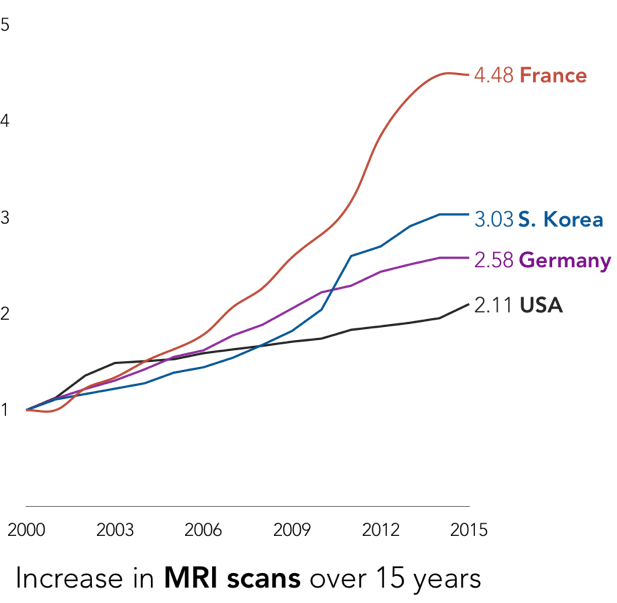 5
4.48 France
4
3
3.03 S. Korea
2.58 Germany
2
2.11 USA
1
2000 2003 2006 2009 2012 2015
Increase in MRI scans over 15 years